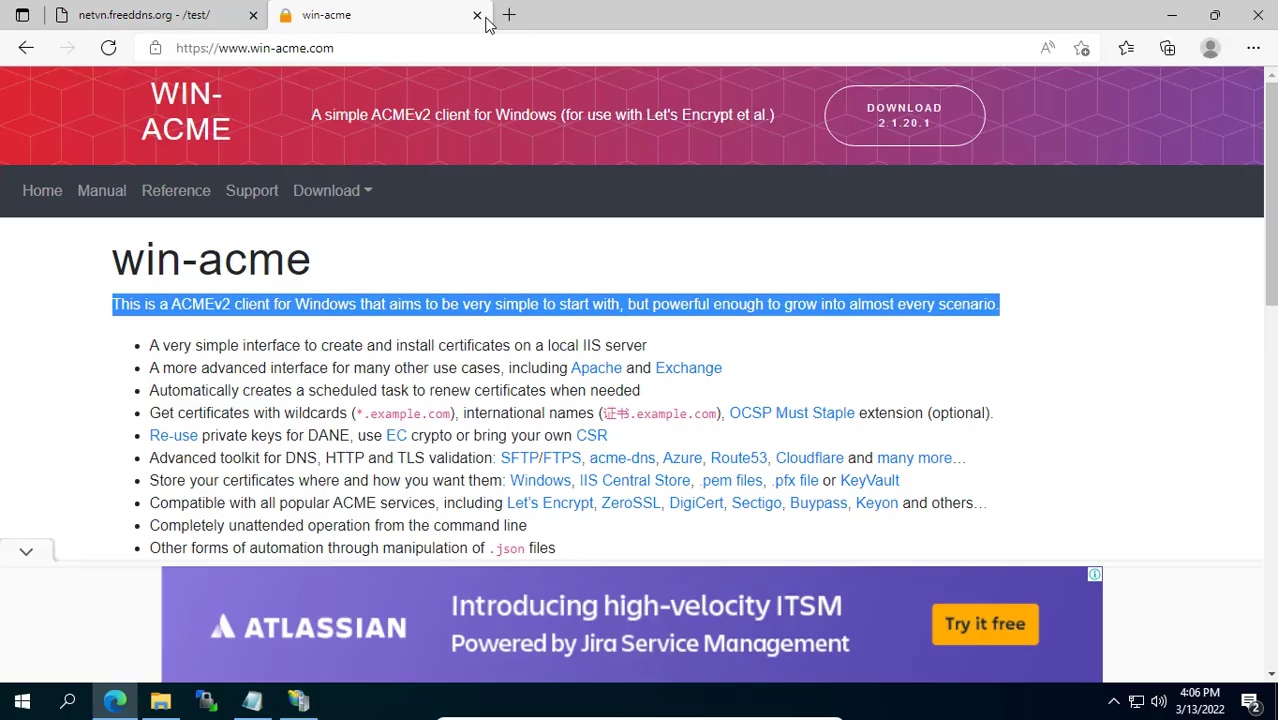 netvn.freeddns.org - /test/
win-acme
https://www.win-acme.com
WIN-
ACME
A simple ACMEv2 client for Windows (for use with Let's Encrypt et al.)
DOWNLOAD
2.1.20.1
Home Manual Reference Support Download
win-acme
This is a ACMEv2 client for Windows that aims to be very simple to start with, but powerful enough to grow into almost every scenario.
• A very simple interface to create and install certificates on a local IIS server
• A more advanced interface for many other use cases, including Apache and Exchange
• Automatically creates a scheduled task to renew certificates when needed
• Get certificates with wildcards (*.example.com), international names (证书.example.com), OCSP Must Staple extension (optional).
• Re-use private keys for DANE, use EC crypto or bring your own CSR
• Advanced toolkit for DNS, HTTP and TLS validation: SFTP/FTPS, acme-dns, Azure, Route53, Cloudflare and many more…
• Store your certificates where and how you want them: Windows, IIS Central Store, .pem files, .pfx file or KeyVault
• Compatible with all popular ACME services, including Let's Encrypt, ZeroSSL, DigiCert, Sectigo, Buypass, Keyon and others…
• Completely unattended operation from the command line
• Other forms of automation through manipulation of .json files
ATLASSIAN
Introducing high-velocity ITSM
Powered by Jira Service Management
Try it free
4:06 PM
3/13/2022
2